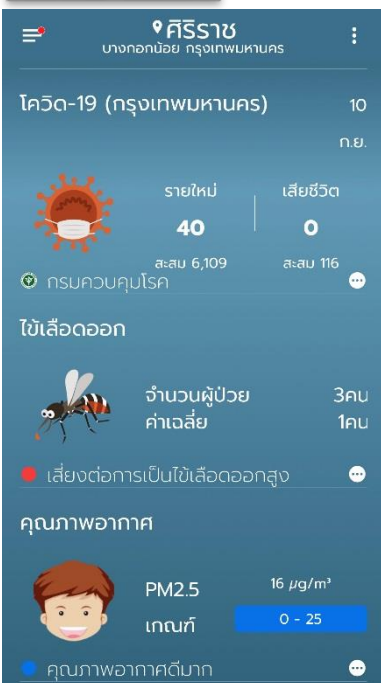 ศิริราช
บางกอกน้อย กรุงเทพมหานคร
โควิด-19 (กรุงเทพมหานคร) 10
ก.ย.
รายใหม่ เสียชีวิต
40 0
สะสม 6,109 สะสม 116
กรมควบคุมโรค
ไข้เลือดออก
จำนวนผู้ป่วย 3คน
ค่าเฉลี่ย 1คน
เสี่ยงต่อการเป็นไข้เลือดออกสูง
คุณภาพอากาศ
PM2.5 16 µg/m³
เกณฑ์ 0 - 25
คุณภาพอากาศดีมาก